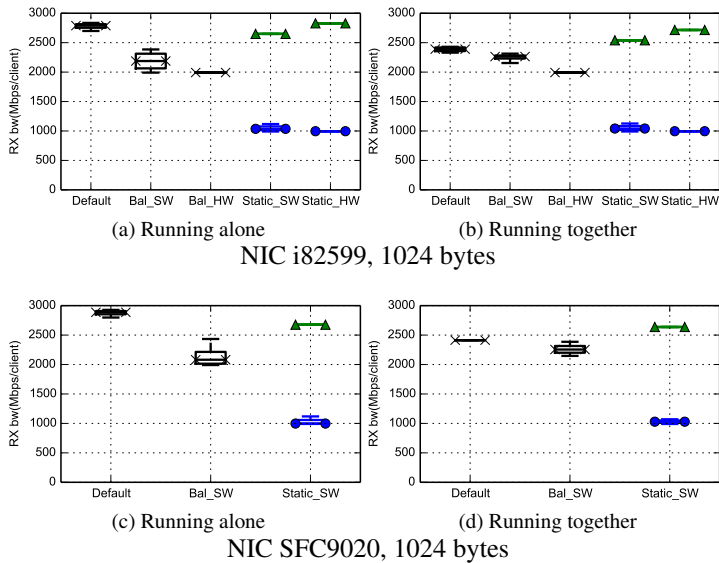 3000
2500
2000
1500
1000
500
0
RX bw(Mbps/client)
Default Bal_SW Bal_HW Static_SW Static_HW
(a) Running alone
3000
2500
2000
1500
1000
500
0
RX bw(Mbps/client)
Default Bal_SW Bal_HW Static_SW Static_HW
(b) Running together
NIC i82599, 1024 bytes
3000
2500
2000
1500
1000
500
0
RX bw(Mbps/client)
Default Bal_SW Static_SW
(c) Running alone
3000
2500
2000
1500
1000
500
0
RX bw(Mbps/client)
Default Bal_SW Static_SW
(d) Running together
NIC SFC9020, 1024 bytes